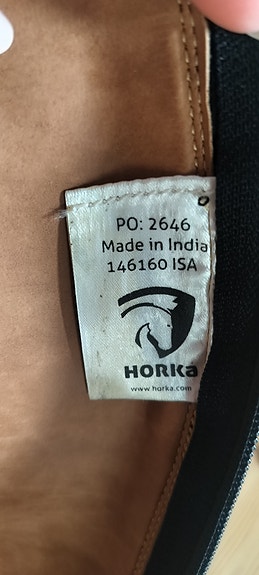 PO: 2646
Made in India
146160 ISA
HORKA
www.horka.com